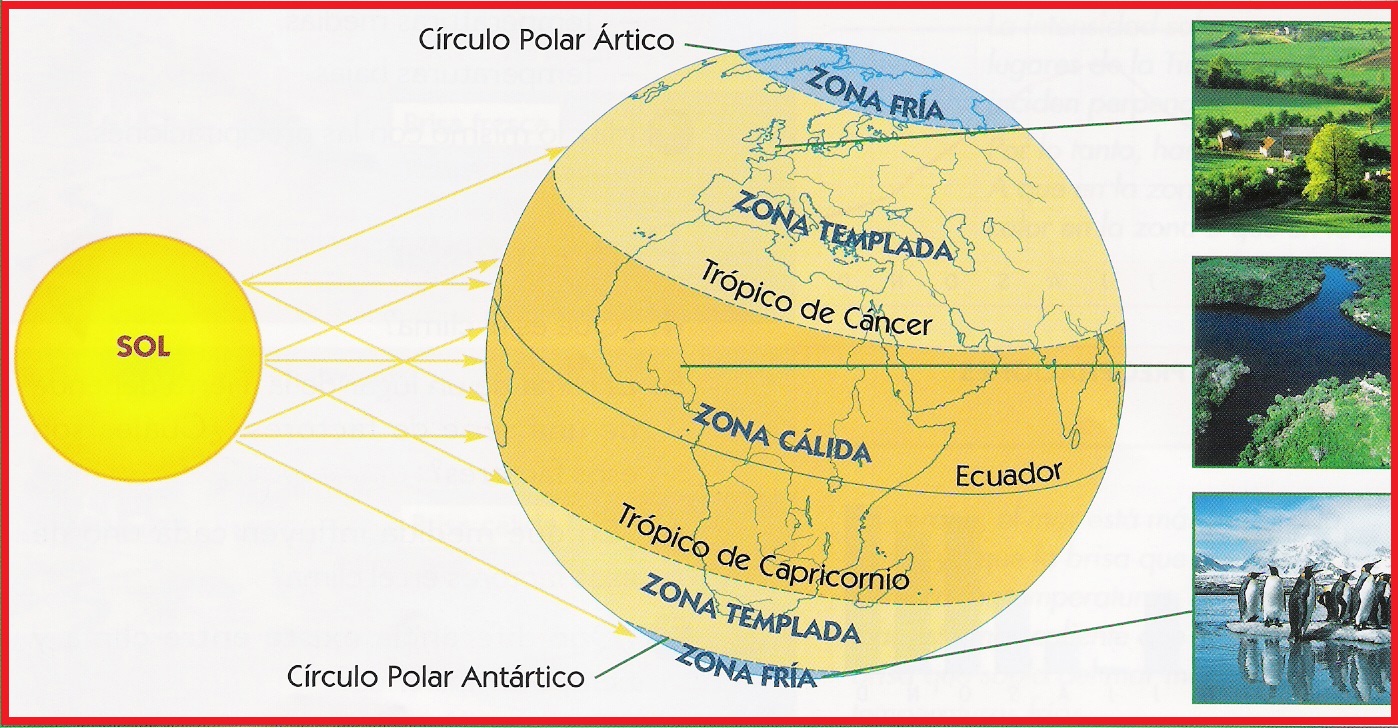 Círculo Polar Ártico
ZONA FRÍA
ZONA TEMPLADA
Trópico de Cáncer
SOL
ZONA CÁLIDA
Ecuador
Trópico de Capricornio
ZONA TEMPLADA
Círculo Polar Antártico
ZONA FRÍA